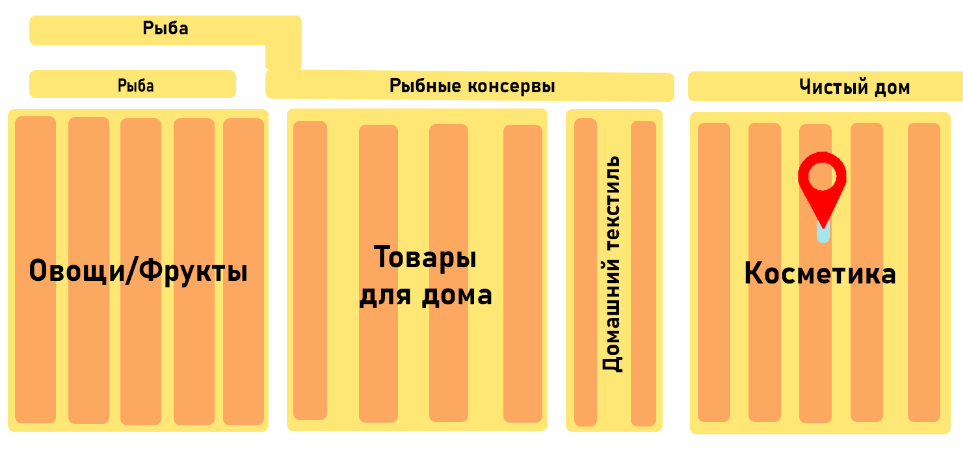 Рыба
Рыба
Рыбные консервы
Чистый дом
Овощи/Фрукты
Товары
для дома
Домашний текстиль
Косметика